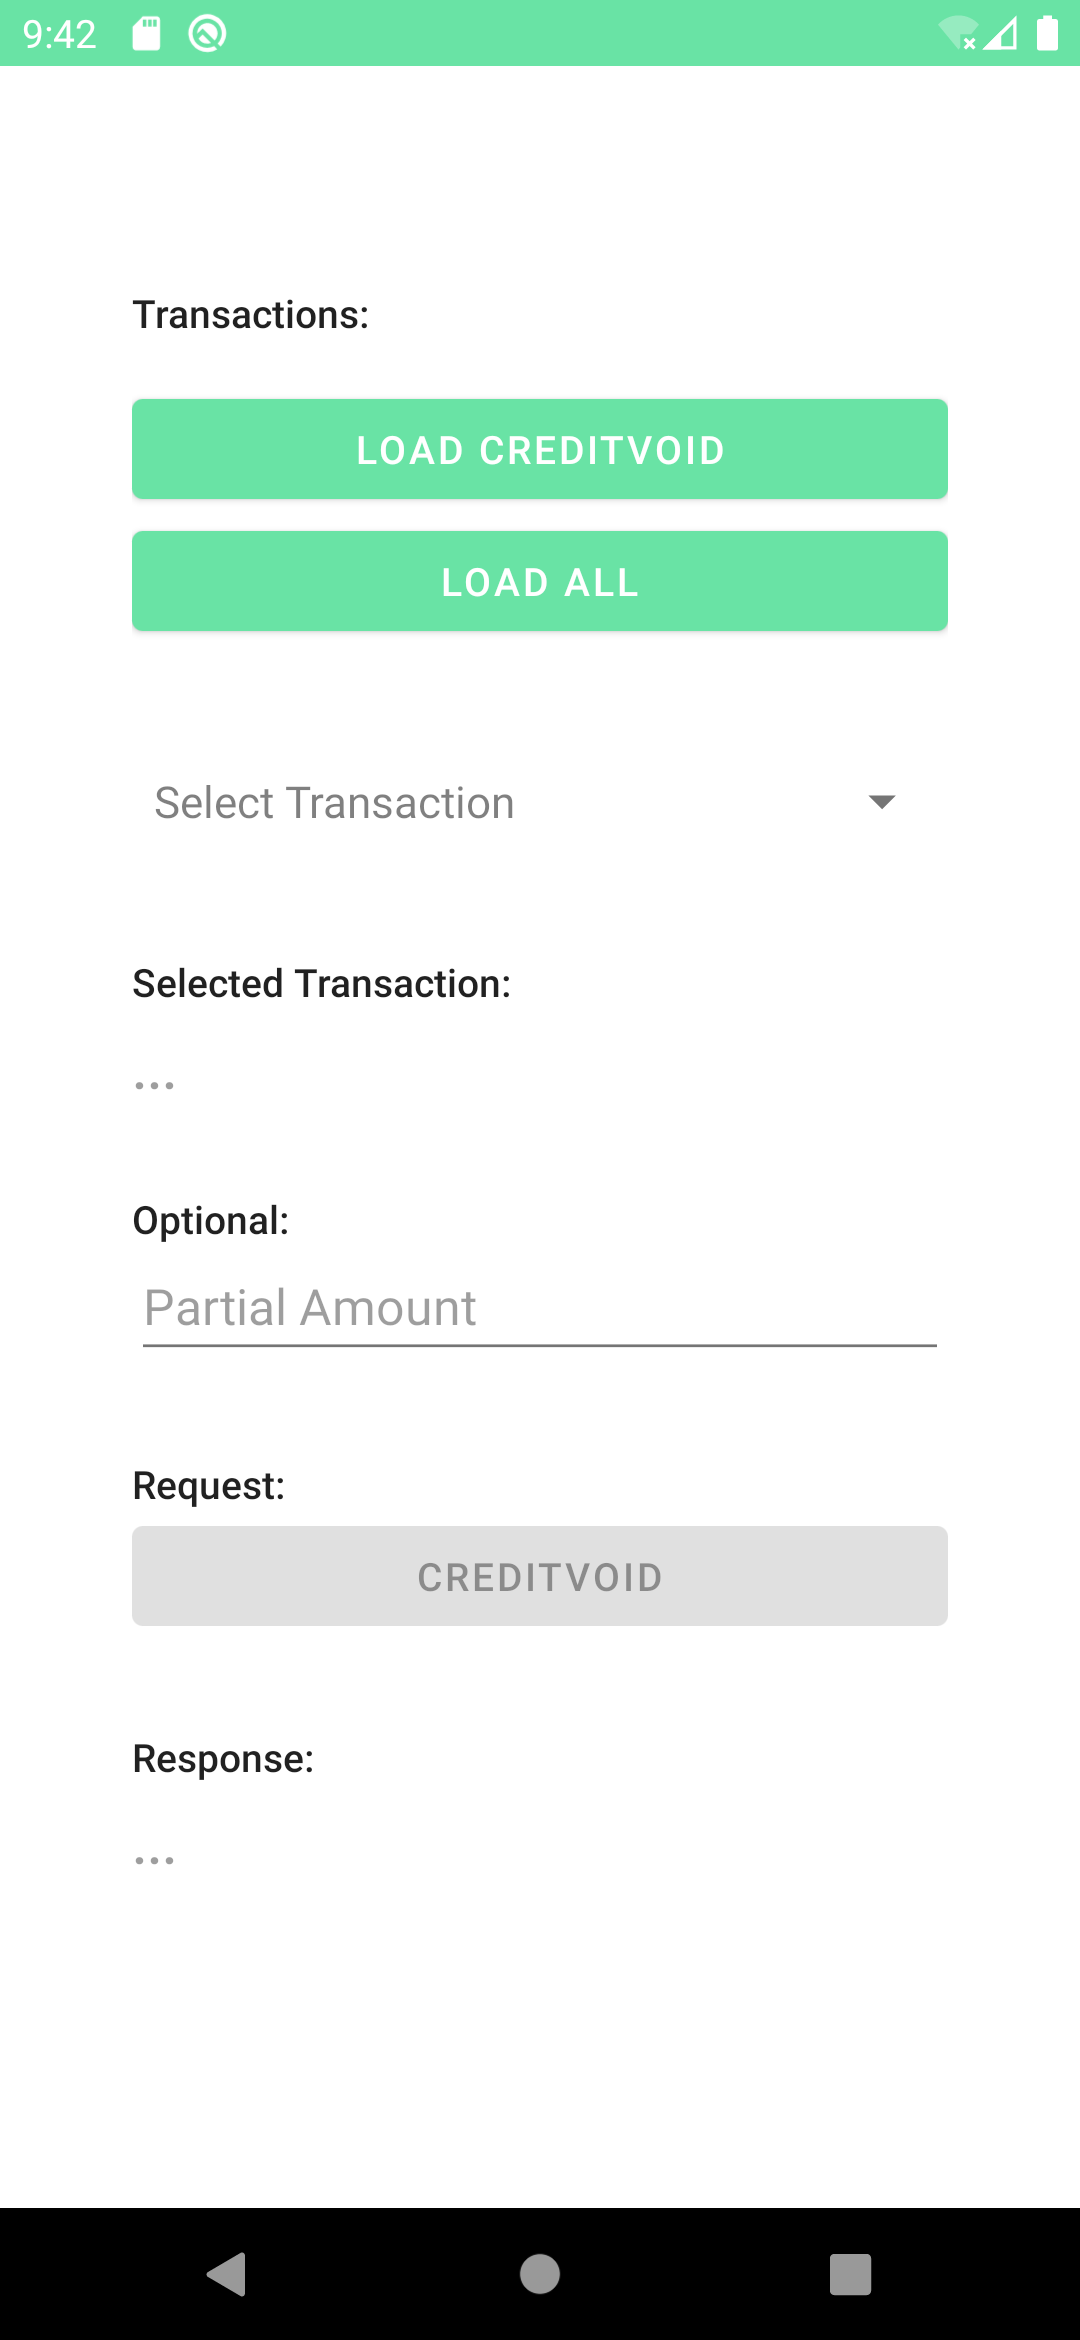 9:42
Transactions:
LOAD CREDITVOID
LOAD ALL
Select Transaction
Selected Transaction:
...
Optional:
Partial Amount
Request:
CREDITVOID
Response:
...